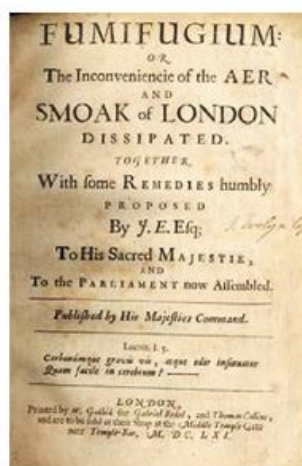 FUMIFUGIUM:
OR
The Inconveniencie of the AER
AND
SMOAK of LONDON
DISSIPATED.
TOGETHER
With some REMEDIES humbly
PROPOSED
By J. E. Esq;
To His Sacred MAJESTIE,
AND
To the PARLIAMENT now Assembled.
Published by His Majesties Command.
Lucret. l. 5.
Carbonúmque gravis vis, atque odor insinuatur
Quam facile in cerebrum?
LONDON,
Printed by W. Godbid for Gabriel Bedel, and Thomas Collins,
and are to be sold at their Shop at the Middle Temple Gate
neer Temple-Bar, M. DC. LXI.
J. Evelyn